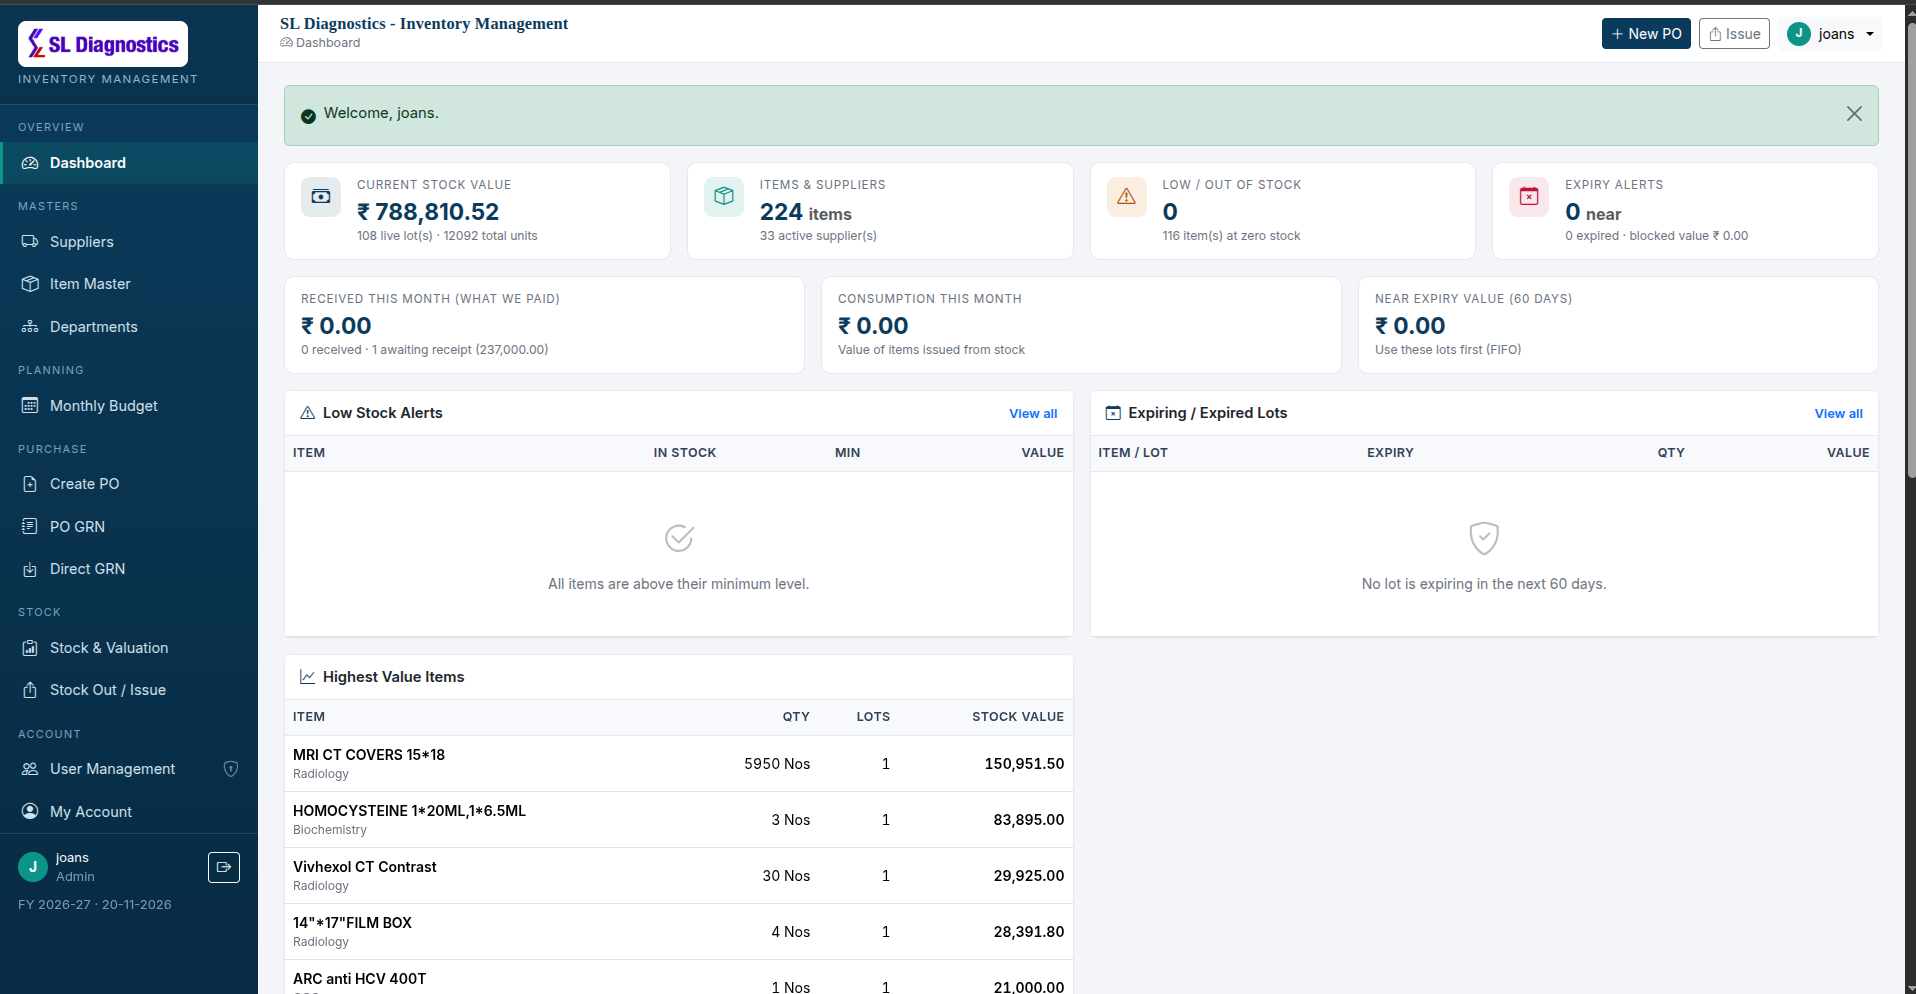 SL Diagnostics
INVENTORY MANAGEMENT
OVERVIEW
Dashboard
MASTERS
Suppliers
Item Master
Departments
PLANNING
Monthly Budget
PURCHASE
Create PO
PO GRN
Direct GRN
STOCK
Stock & Valuation
Stock Out / Issue
ACCOUNT
User Management
My Account
J
joans
Admin
FY 2026-27 · 20-11-2026
SL Diagnostics - Inventory Management
Dashboard
New PO
Issue
J joans
Welcome, joans.
CURRENT STOCK VALUE
₹ 788,810.52
108 live lot(s) · 12092 total units
ITEMS & SUPPLIERS
224 items
33 active supplier(s)
LOW / OUT OF STOCK
0
116 item(s) at zero stock
EXPIRY ALERTS
0 near
0 expired · blocked value ₹ 0.00
RECEIVED THIS MONTH (WHAT WE PAID)
₹ 0.00
0 received · 1 awaiting receipt (237,000.00)
CONSUMPTION THIS MONTH
₹ 0.00
Value of items issued from stock
NEAR EXPIRY VALUE (60 DAYS)
₹ 0.00
Use these lots first (FIFO)
Low Stock Alerts View all
ITEM IN STOCK MIN VALUE
All items are above their minimum level.
Expiring / Expired Lots View all
ITEM / LOT EXPIRY QTY VALUE
No lot is expiring in the next 60 days.
Highest Value Items
ITEM QTY LOTS STOCK VALUE
MRI CT COVERS 15*18 5950 Nos 1 150,951.50
Radiology
HOMOCYSTEINE 1*20ML,1*6.5ML 3 Nos 1 83,895.00
Biochemistry
Vivhexol CT Contrast 30 Nos 1 29,925.00
Radiology
14"*17"FILM BOX 4 Nos 1 28,391.80
Radiology
ARC anti HCV 400T 1 Nos 1 21,000.00